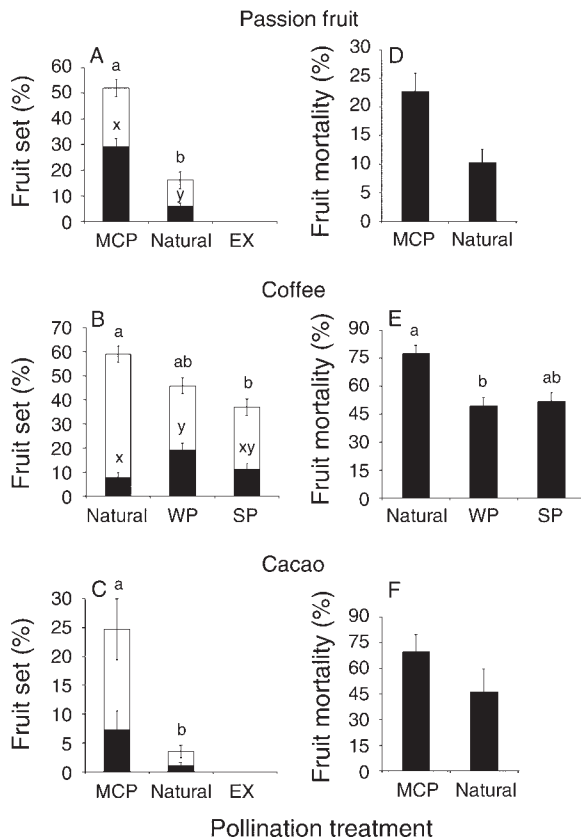 Passion fruit
A
Fruit set (%)
60
50
40
30
20
10
0
a
x
b
y
MCP Natural EX
D
Fruit mortality (%)
30
25
20
15
10
5
0
MCP Natural
Coffee
B
Fruit set (%)
70
60
50
40
30
20
10
0
a
x
ab
y
b
xy
Natural WP SP
E
Fruit mortality (%)
90
75
60
45
30
15
0
a
b
ab
Natural WP SP
Cacao
C
Fruit set (%)
30
25
20
15
10
5
0
a
b
MCP Natural EX
F
Fruit mortality (%)
90
75
60
45
30
15
0
MCP Natural
Pollination treatment